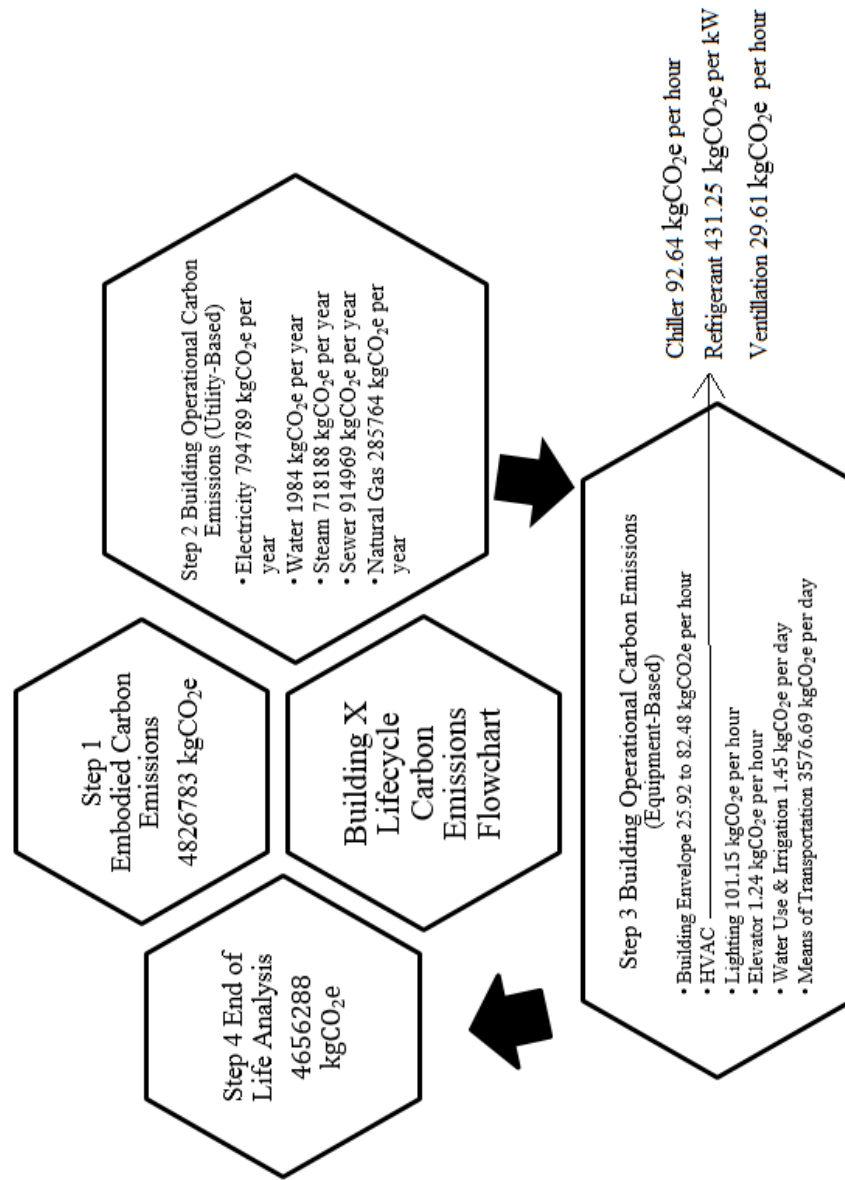 Step 1
Embodied Carbon
Emissions
4826783 kgCO₂e
Building X
Lifecycle
Carbon
Emissions
Flowchart
Step 2 Building Operational Carbon
Emissions (Utility-Based)
• Electricity 794789 kgCO₂e per
year
• Water 1984 kgCO₂e per year
• Steam 718188 kgCO₂e per year
• Sewer 914969 kgCO₂e per year
• Natural Gas 285764 kgCO₂e per
year
Step 3 Building Operational Carbon Emissions
(Equipment-Based)
• Building Envelope 25.92 to 82.48 kgCO2e per hour
• HVAC
• Lighting 101.15 kgCO₂e per hour
• Elevator 1.24 kgCO₂e per hour
• Water Use & Irrigation 1.45 kgCO₂e per day
• Means of Transportation 3576.69 kgCO₂e per day
Chiller 92.64 kgCO₂e per hour
Refrigerant 431.25 kgCO₂e per kW
Ventillation 29.61 kgCO₂e per hour
Step 4 End of
Life Analysis
4656288
kgCO₂e